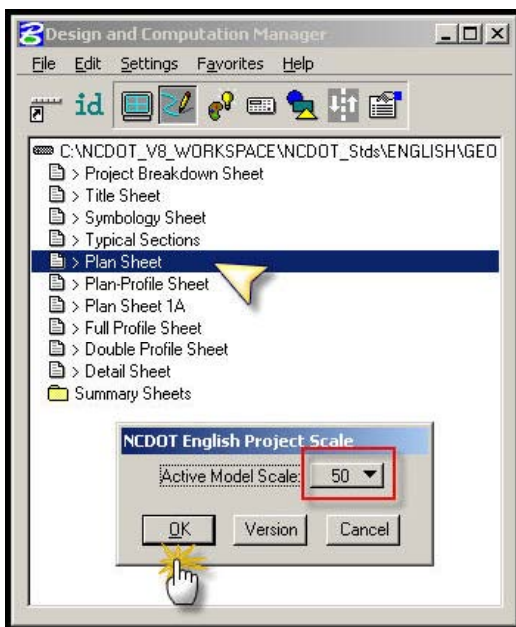 Design and Computation Manager
File Edit Settings Favorites Help
id
C:\NCDOT_V8_WORKSPACE\NCDOT_Stds\ENGLISH\GEO
> Project Breakdown Sheet
> Title Sheet
> Symbology Sheet
> Typical Sections
> Plan Sheet
> Plan-Profile Sheet
> Plan Sheet 1A
> Full Profile Sheet
> Double Profile Sheet
> Detail Sheet
Summary Sheets
NCDOT English Project Scale
Active Model Scale: 50
OK Version Cancel